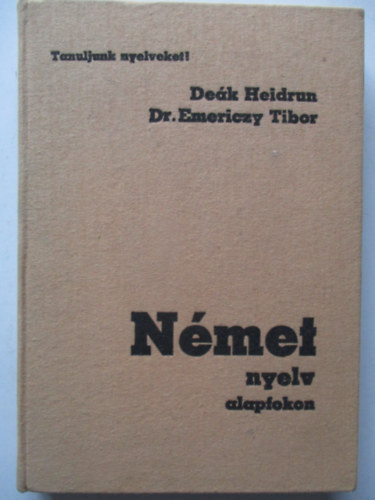 Tanuljunk nyelveket!
Deák Heidrun
Dr. Emericzy Tibor
Német
nyelv
alapfokon